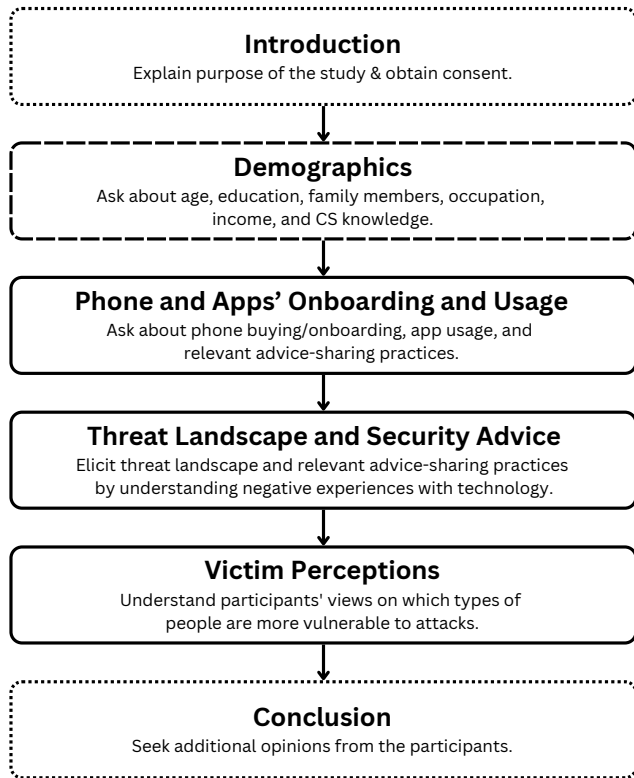 Introduction
Explain purpose of the study & obtain consent.
Demographics
Ask about age, education, family members, occupation,
income, and CS knowledge.
Phone and Apps’ Onboarding and Usage
Ask about phone buying/onboarding, app usage, and
relevant advice-sharing practices.
Threat Landscape and Security Advice
Elicit threat landscape and relevant advice-sharing practices
by understanding negative experiences with technology.
Victim Perceptions
Understand participants' views on which types of
people are more vulnerable to attacks.
Conclusion
Seek additional opinions from the participants.